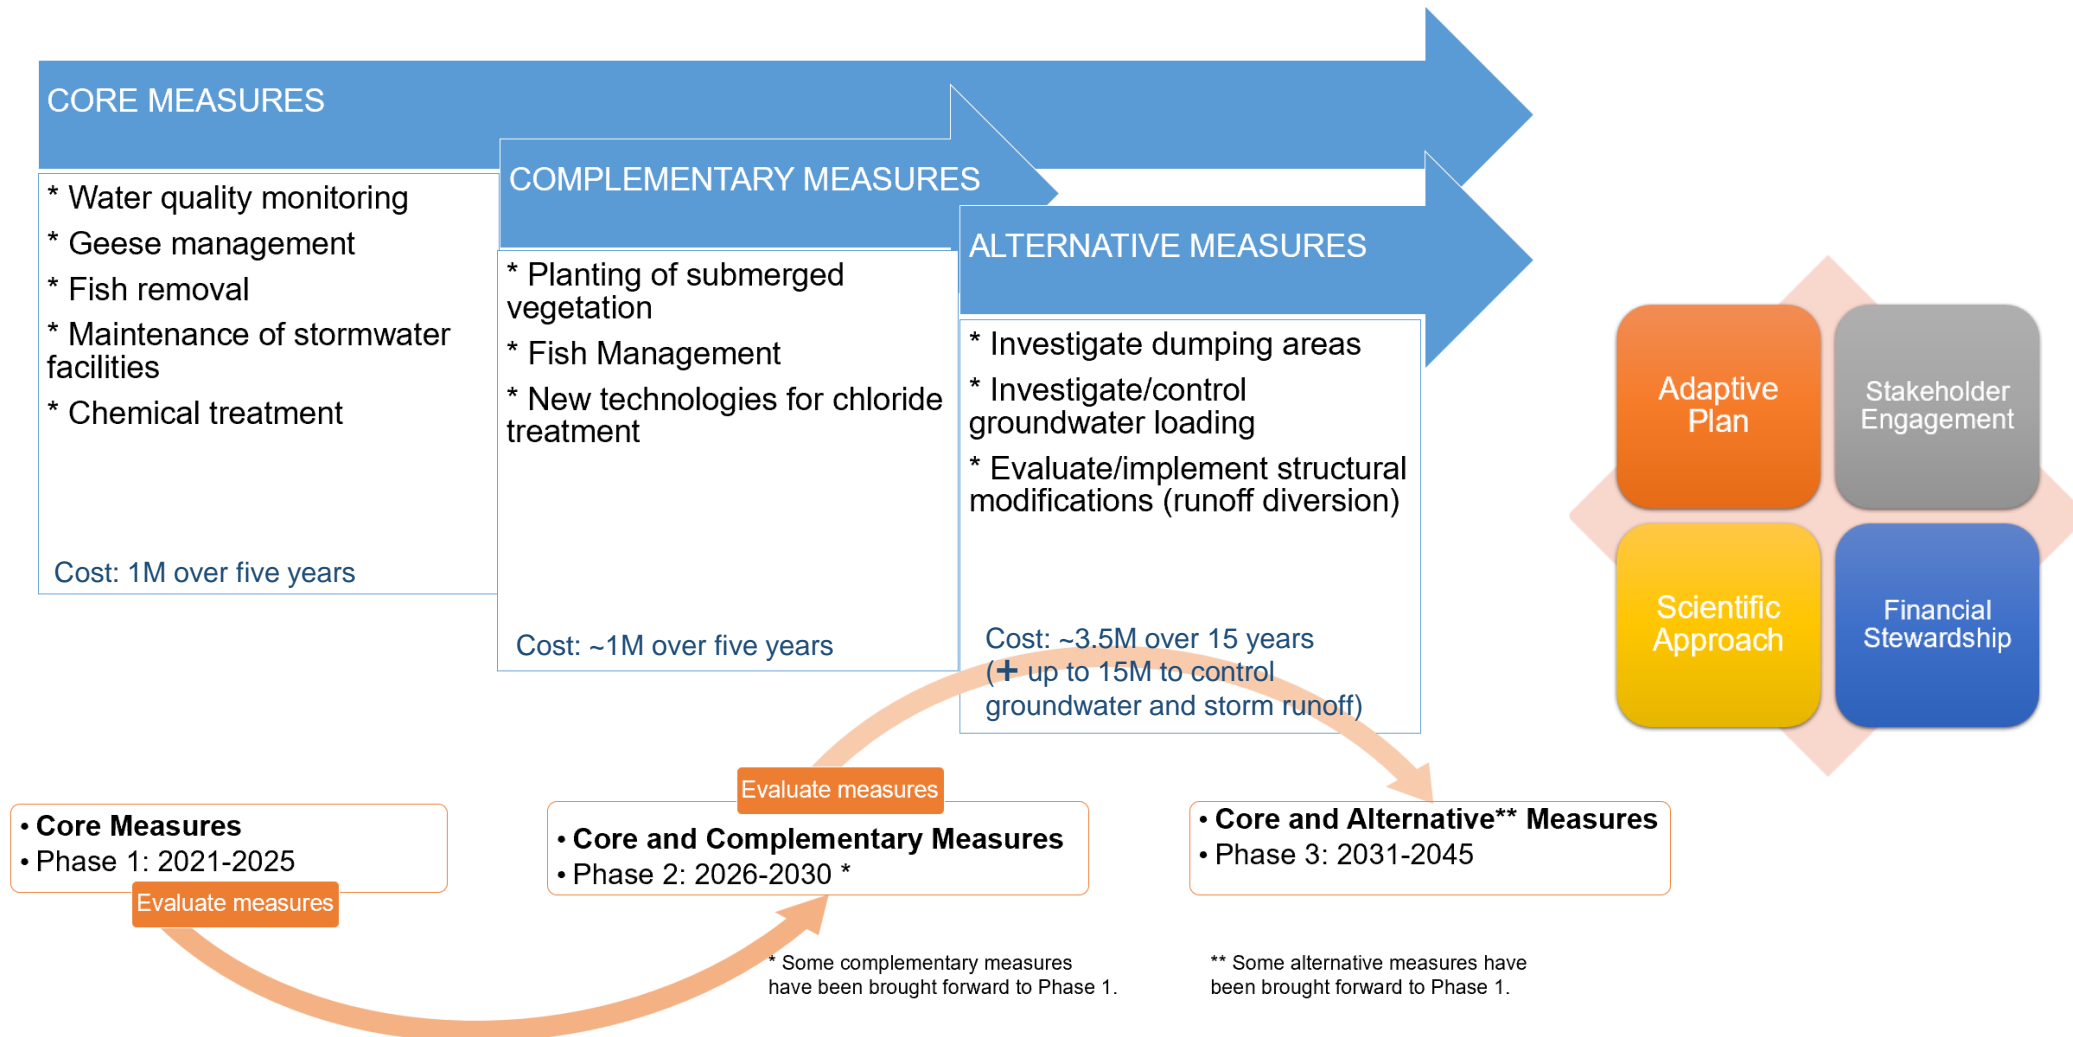 CORE MEASURES
* Water quality monitoring
* Geese management
* Fish removal
* Maintenance of stormwater
facilities
* Chemical treatment
Cost: 1M over five years
COMPLEMENTARY MEASURES
* Planting of submerged
vegetation
* Fish Management
* New technologies for chloride
treatment
Cost: ~1M over five years
ALTERNATIVE MEASURES
* Investigate dumping areas
* Investigate/control
groundwater loading
* Evaluate/implement structural
modifications (runoff diversion)
Cost: ~3.5M over 15 years
(+ up to 15M to control
groundwater and storm runoff)
Adaptive
Plan
Stakeholder
Engagement
Scientific
Approach
Financial
Stewardship
• Core Measures
• Phase 1: 2021-2025
Evaluate measures
Evaluate measures
• Core and Complementary Measures
• Phase 2: 2026-2030 *
• Core and Alternative** Measures
• Phase 3: 2031-2045
* Some complementary measures
have been brought forward to Phase 1.
** Some alternative measures have
been brought forward to Phase 1.